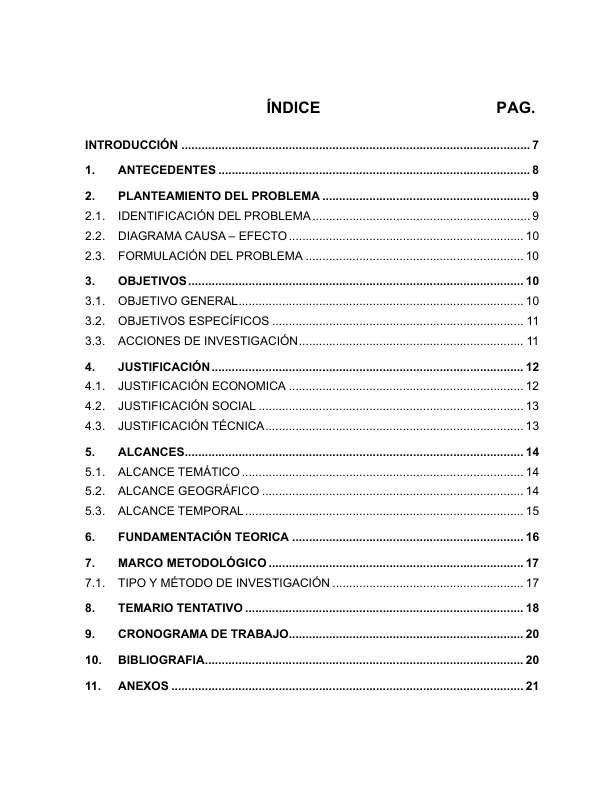 ÍNDICE PAG.
INTRODUCCIÓN ........................................................................................................ 7
1. ANTECEDENTES ............................................................................................. 8
2. PLANTEAMIENTO DEL PROBLEMA .............................................................. 9
2.1. IDENTIFICACIÓN DEL PROBLEMA ................................................................. 9
2.2. DIAGRAMA CAUSA – EFECTO ...................................................................... 10
2.3. FORMULACIÓN DEL PROBLEMA ................................................................. 10
3. OBJETIVOS .................................................................................................... 10
3.1. OBJETIVO GENERAL..................................................................................... 10
3.2. OBJETIVOS ESPECÍFICOS ........................................................................... 11
3.3. ACCIONES DE INVESTIGACIÓN................................................................... 11
4. JUSTIFICACIÓN ............................................................................................. 12
4.1. JUSTIFICACIÓN ECONOMICA ...................................................................... 12
4.2. JUSTIFICACIÓN SOCIAL ............................................................................... 13
4.3. JUSTIFICACIÓN TÉCNICA............................................................................. 13
5. ALCANCES..................................................................................................... 14
5.1. ALCANCE TEMÁTICO .................................................................................... 14
5.2. ALCANCE GEOGRÁFICO .............................................................................. 14
5.3. ALCANCE TEMPORAL ................................................................................... 15
6. FUNDAMENTACIÓN TEORICA ..................................................................... 16
7. MARCO METODOLÓGICO ............................................................................ 17
7.1. TIPO Y MÉTODO DE INVESTIGACIÓN ......................................................... 17
8. TEMARIO TENTATIVO ................................................................................... 18
9. CRONOGRAMA DE TRABAJO...................................................................... 20
10. BIBLIOGRAFIA............................................................................................... 20
11. ANEXOS ......................................................................................................... 21